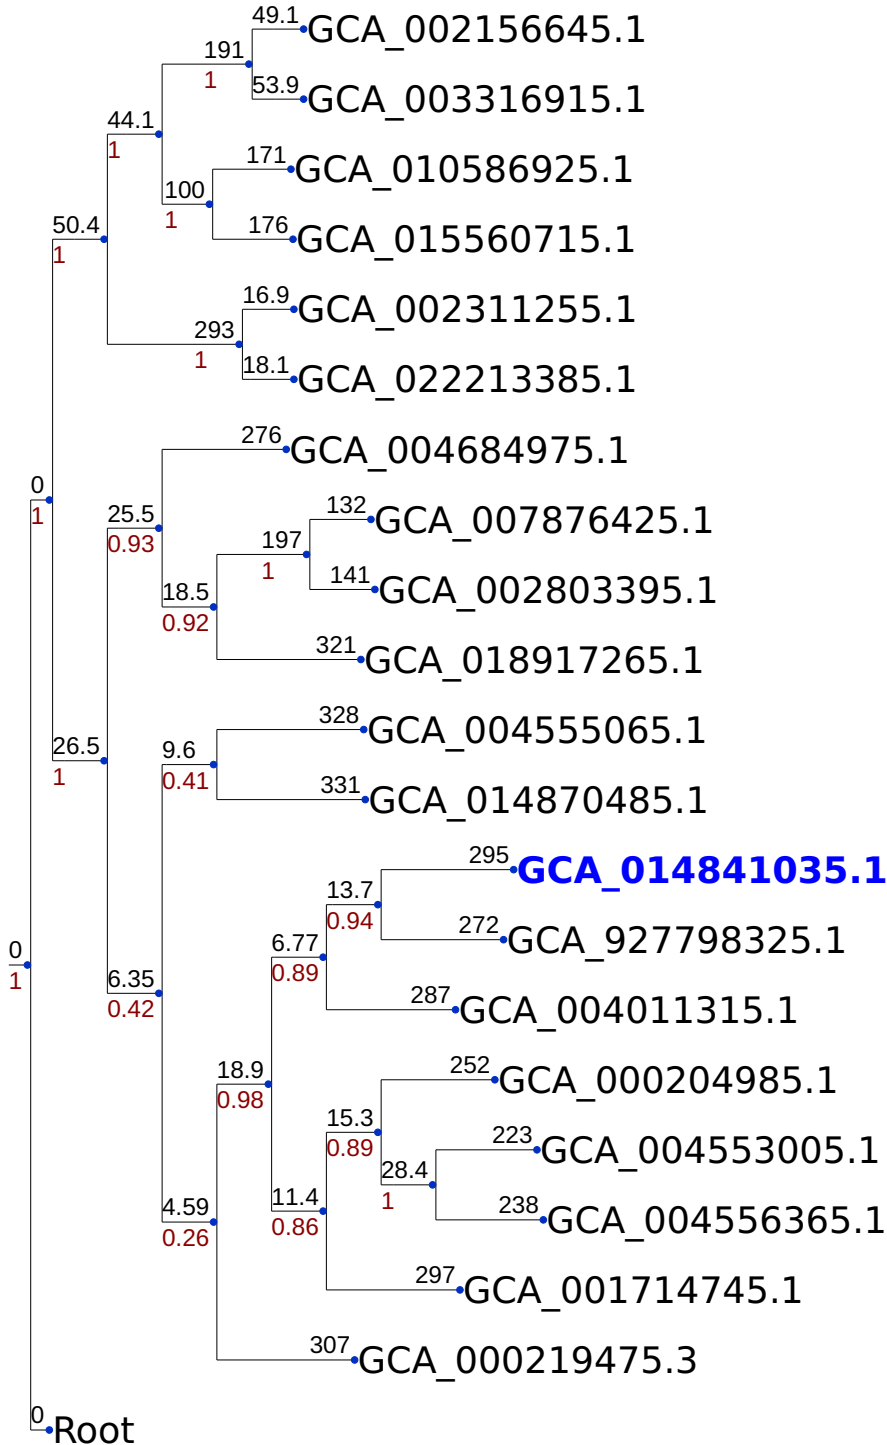 49.1
GCA_002156645.1
191
1
53.9
GCA_003316915.1
44.1
1
171
GCA_010586925.1
100
1
176
GCA_015560715.1
50.4
1
16.9
GCA_002311255.1
293
1
18.1
GCA_022213385.1
276
GCA_004684975.1
0
1
132
GCA_007876425.1
25.5
0.93
197
1
141
GCA_002803395.1
18.5
0.92
321
GCA_018917265.1
328
GCA_004555065.1
26.5
1
9.6
0.41
331
GCA_014870485.1
295
GCA_014841035.1
13.7
0.94
272
GCA_927798325.1
6.77
0.89
0
1
6.35
0.42
287
GCA_004011315.1
18.9
0.98
252
GCA_000204985.1
15.3
0.89
223
GCA_004553005.1
28.4
1
11.4
0.86
238
GCA_004556365.1
4.59
0.26
297
GCA_001714745.1
307
GCA_000219475.3
0
Root